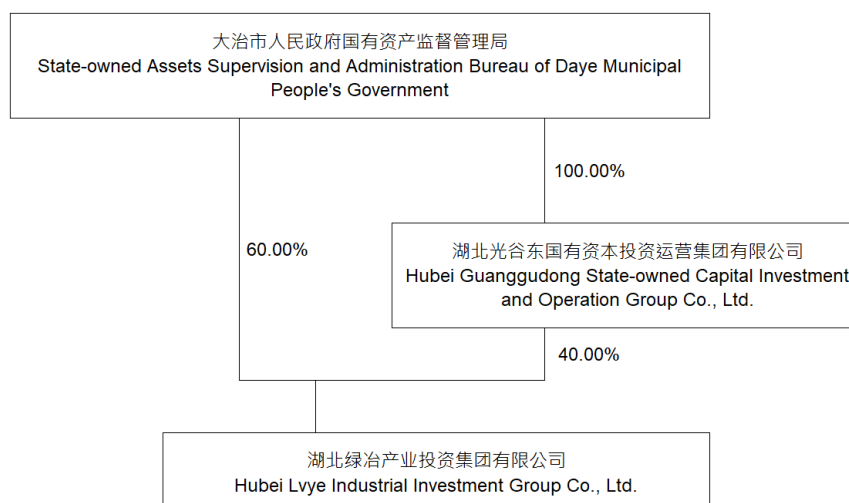 大冶市人民政府国有资产监督管理局
State-owned Assets Supervision and Administration Bureau of Daye Municipal
People's Government
100.00%
60.00%
湖北光谷东国有资本投资运营集团有限公司
Hubei Guanggudong State-owned Capital Investment
and Operation Group Co., Ltd.
40.00%
湖北绿冶产业投资集团有限公司
Hubei Lvye Industrial Investment Group Co., Ltd.